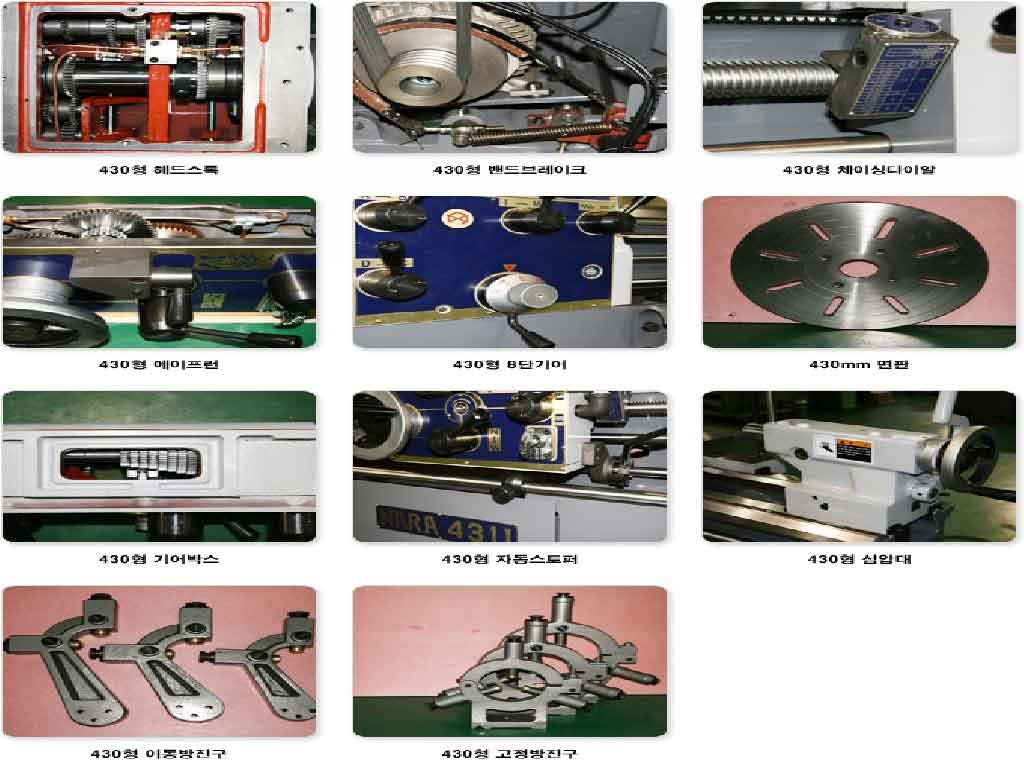 430형 헤드스톡
430형 밴드브레이크
430형 체이싱다이알
430형 에이프런
430형 8단기어
430mm 면판
430형 기어박스
430형 자동스토퍼
NARA 4311
430형 심압대
430형 이동방진구
430형 고정방진구